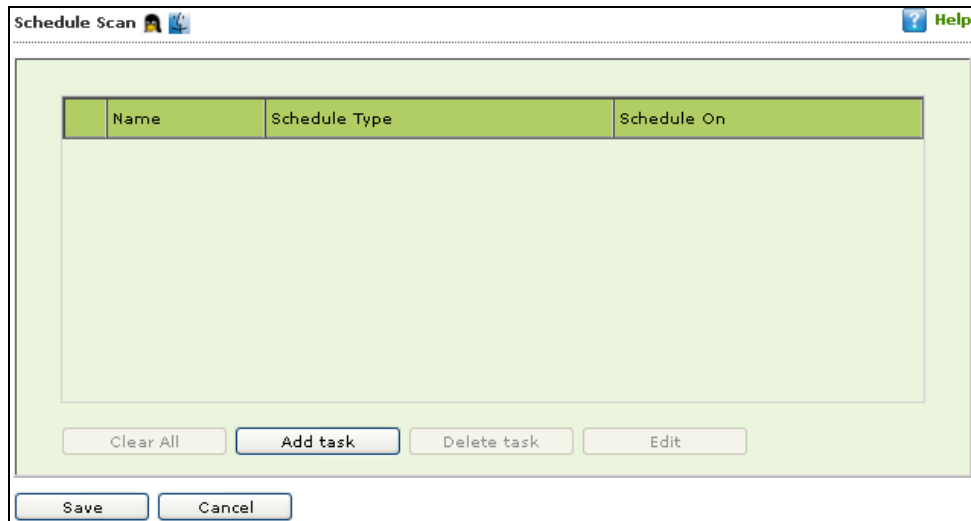 Schedule Scan
? Help
Name Schedule Type Schedule On
Clear All Add task Delete task Edit
Save Cancel